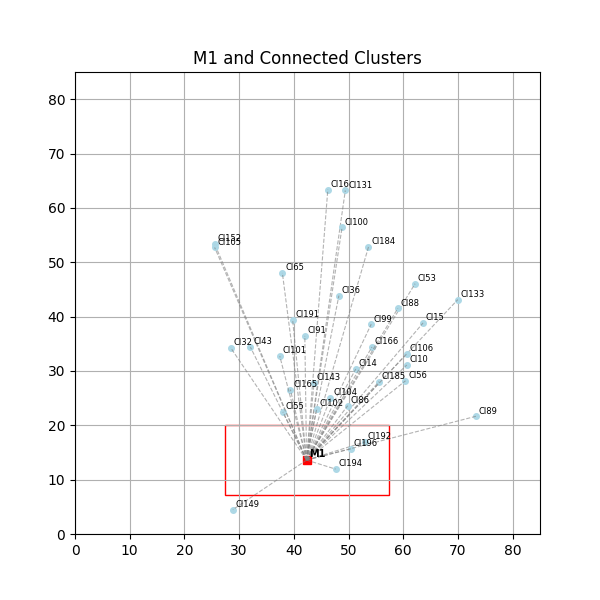 M1 and Connected Clusters
80
70
60
50
40
30
20
10
0
0 10 20 30 40 50 60 70 80
Cl16
Cl131
Cl100
Cl152
Cl105
Cl184
Cl65
Cl53
Cl36
Cl133
Cl88
Cl191
Cl99
Cl15
Cl91
Cl32
Cl43
Cl166
Cl101
Cl106
Cl14
Cl10
Cl143
Cl185
Cl56
Cl165
Cl104
Cl55
Cl102
Cl86
Cl89
Cl192
Cl196
M1
Cl194
Cl149